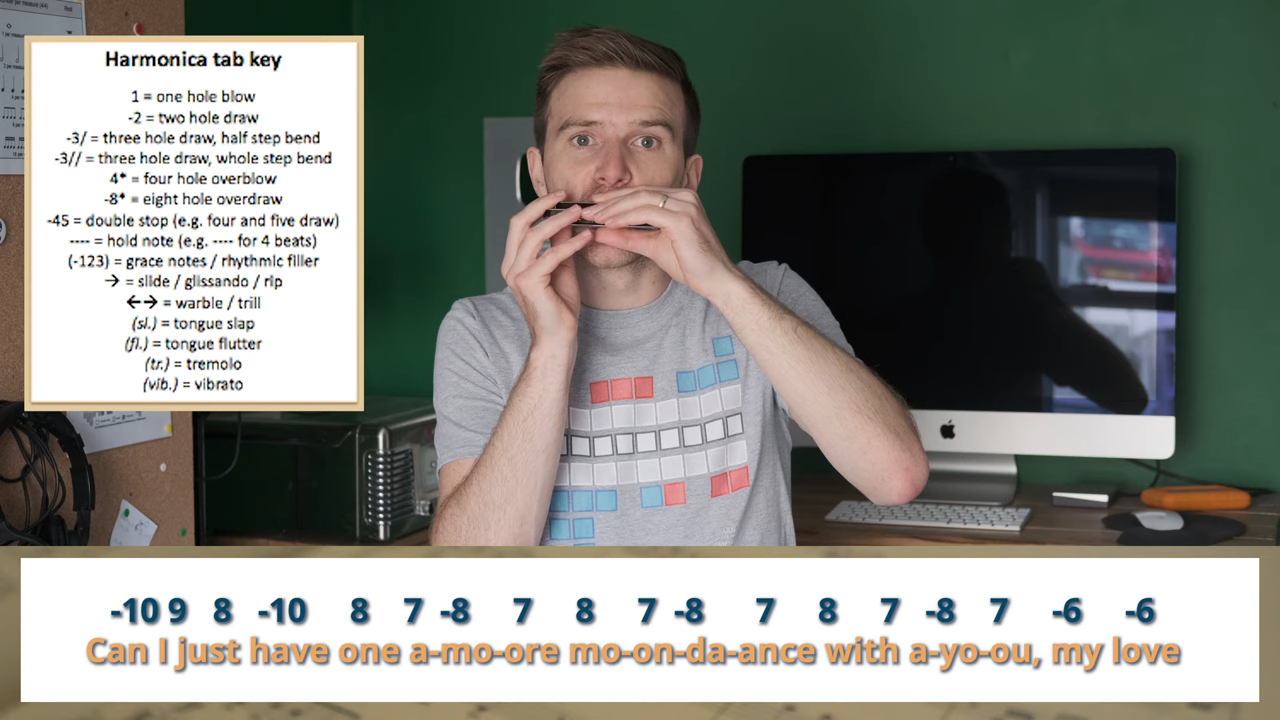 Harmonica tab key
1 = one hole blow
-2 = two hole draw
-3/ = three hole draw, half step bend
-3// = three hole draw, whole step bend
4* = four hole overblow
-8* = eight hole overdraw
-45 = double stop (e.g. four and five draw)
---- = hold note (e.g. ---- for 4 beats)
(-123) = grace notes / rhythmic filler
→ = slide / glissando / rip
←→ = warble / trill
(sl.) = tongue slap
(fl.) = tongue flutter
(tr.) = tremolo
(vib.) = vibrato
-10 9 8 -10 8 7 -8 7 8 7 -8 7 8 7 -8 7 -6 -6
Can I just have one a-mo-ore mo-on-da-ance with a-yo-ou, my love